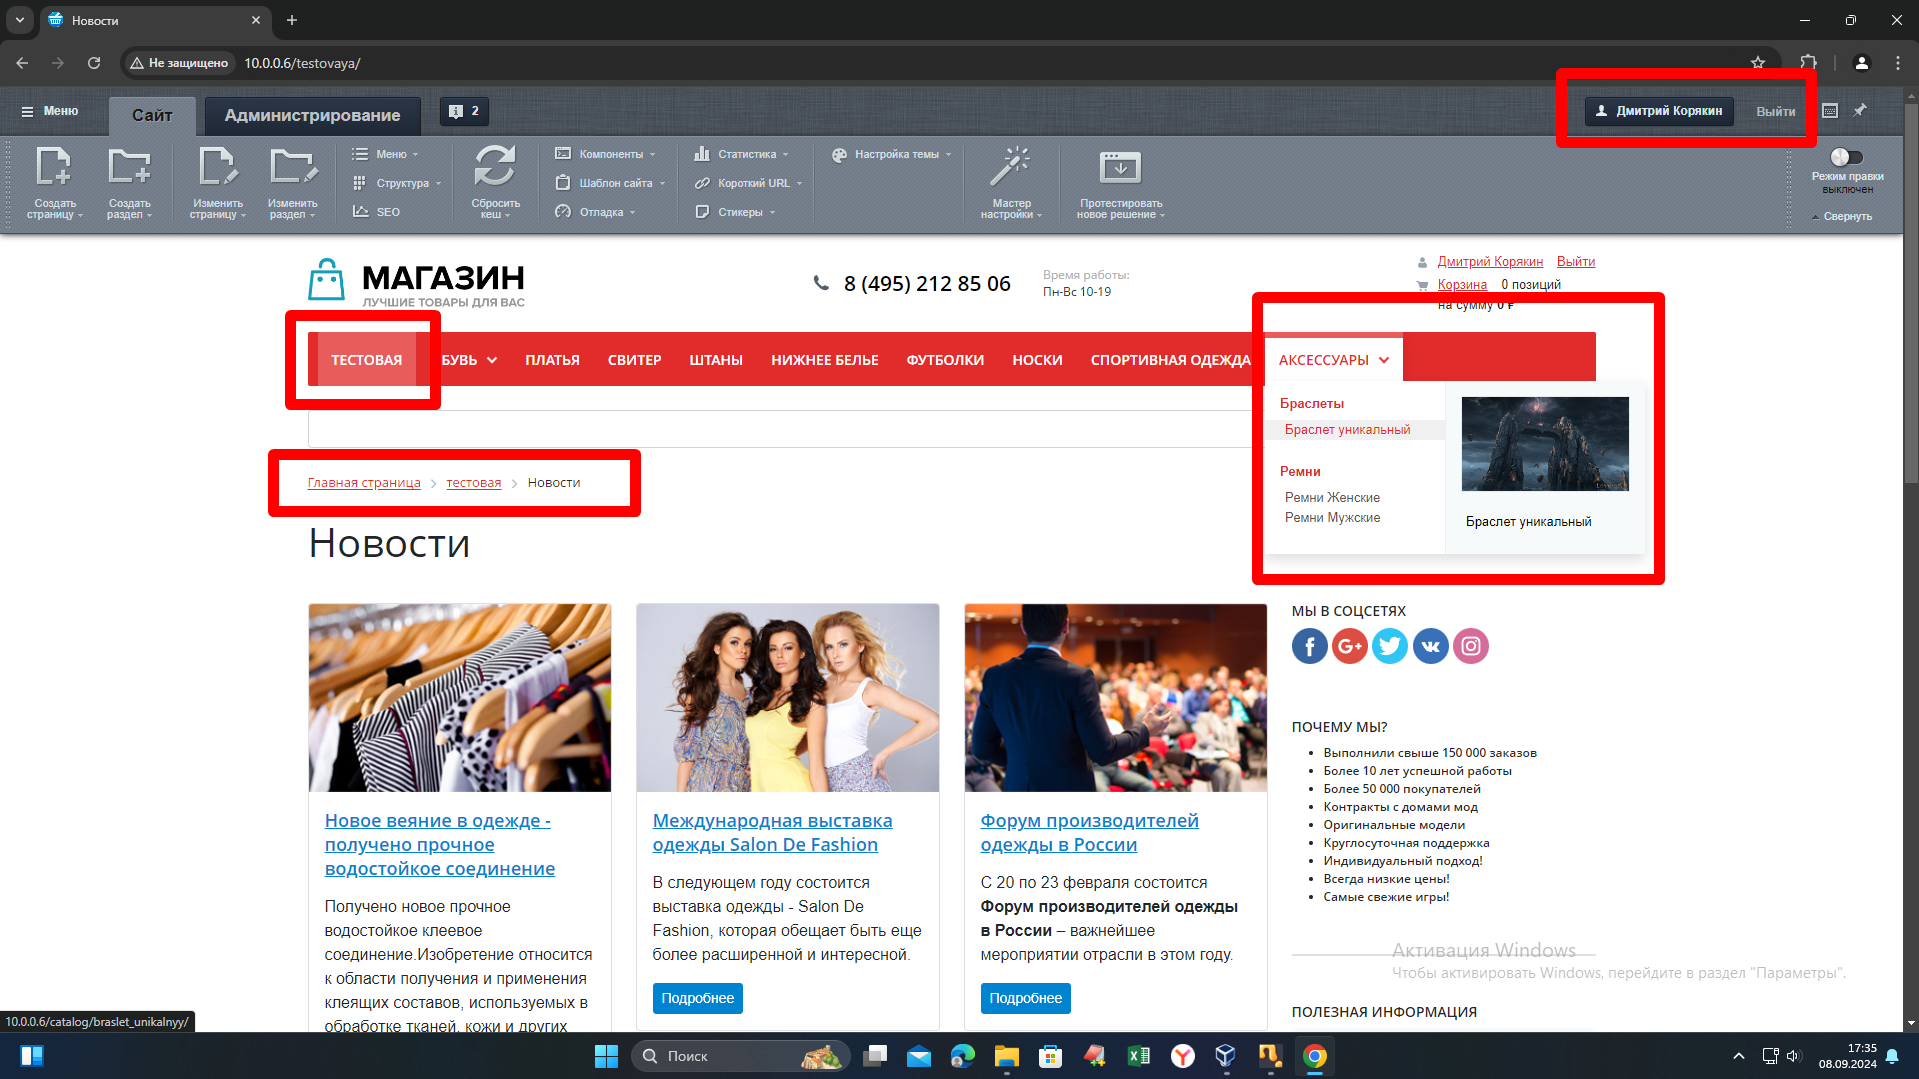 Новости
Не защищено
10.0.0.6/testovaya/
Меню
Сайт
Администрирование
2
Дмитрий Корякин
Выйти
Создать страницу
Создать раздел
Изменить страницу
Изменить раздел
Меню
Структура
SEO
Сбросить кеш
Компоненты
Шаблон сайта
Отладка
Статистика
Короткий URL
Стикеры
Настройка темы
Мастер настройки
Протестировать новое решение
Режим правки
выключен
Свернуть
МАГАЗИН
ЛУЧШИЕ ТОВАРЫ ДЛЯ ВАС
8 (495) 212 85 06
Время работы:
Пн-Вс 10-19
Дмитрий Корякин Выйти
Корзина 0 позиций
на сумму 0 ₽
ТЕСТОВАЯ
БУВЬ
ПЛАТЬЯ
СВИТЕР
ШТАНЫ
НИЖНЕЕ БЕЛЬЕ
ФУТБОЛКИ
НОСКИ
СПОРТИВНАЯ ОДЕЖДА
АКСЕССУАРЫ
Браслеты
Браслет уникальный
Ремни
Ремни Женские
Ремни Мужские
Браслет уникальный
Главная страница
тестовая
Новости
Новости
Новое веяние в одежде -
получено прочное
водостойкое соединение
Получено новое прочное
водостойкое клеевое
соединение.Изобретение относится
к области получения и применения
клеящих составов, используемых в
обработке тканей, кожи и других
Международная выставка
одежды Salon De Fashion
В следующем году состоится
выставка одежды - Salon De
Fashion, которая обещает быть еще
более расширенной и интересной.
Подробнее
Форум производителей
одежды в России
С 20 по 23 февраля состоится
Форум производителей одежды
в России – важнейшее
мероприятии отрасли в этом году.
Подробнее
МЫ В СОЦСЕТЯХ
ПОЧЕМУ МЫ?
Выполнили свыше 150 000 заказов
Более 10 лет успешной работы
Более 50 000 покупателей
Контракты с домами мод
Оригинальные модели
Круглосуточная поддержка
Индивидуальный подход!
Всегда низкие цены!
Самые свежие игры!
Активация Windows
Чтобы активировать Windows, перейдите в раздел "Параметры".
ПОЛЕЗНАЯ ИНФОРМАЦИЯ
10.0.0.6/catalog/braslet_unikalnyy/
Поиск
17:35
08.09.2024